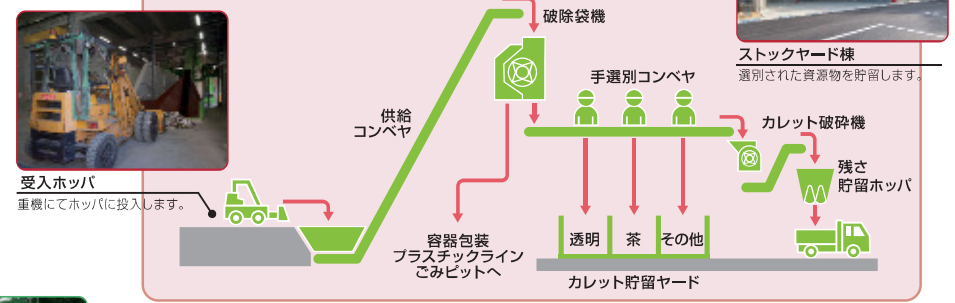 破除袋機
ストックヤード棟
選別された資源物を貯留します。
手選別コンベヤ
供給
コンベヤ
カレット破砕機
残さ
貯留ホッパ
受入ホッパ
重機にてホッパに投入します。
容器包装
プラスチックライン
ごみピットへ
透明
茶
その他
カレット貯留ヤード